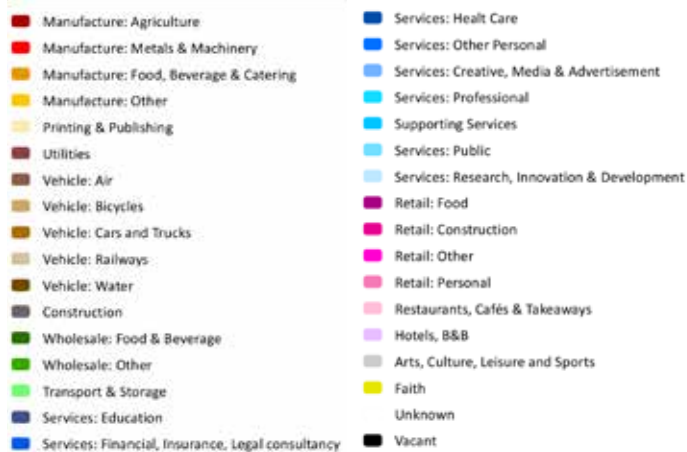 Manufacture: Agriculture
Manufacture: Metals & Machinery
Manufacture: Food, Beverage & Catering
Manufacture: Other
Printing & Publishing
Utilities
Vehicle: Air
Vehicle: Bicycles
Vehicle: Cars and Trucks
Vehicle: Railways
Vehicle: Water
Construction
Wholesale: Food & Beverage
Wholesale: Other
Transport & Storage
Services: Education
Services: Financial, Insurance, Legal consultancy
Services: Healt Care
Services: Other Personal
Services: Creative, Media & Advertisement
Services: Professional
Supporting Services
Services: Public
Services: Research, Innovation & Development
Retail: Food
Retail: Construction
Retail: Other
Retail: Personal
Restaurants, Cafés & Takeaways
Hotels, B&B
Arts, Culture, Leisure and Sports
Faith
Unknown
Vacant